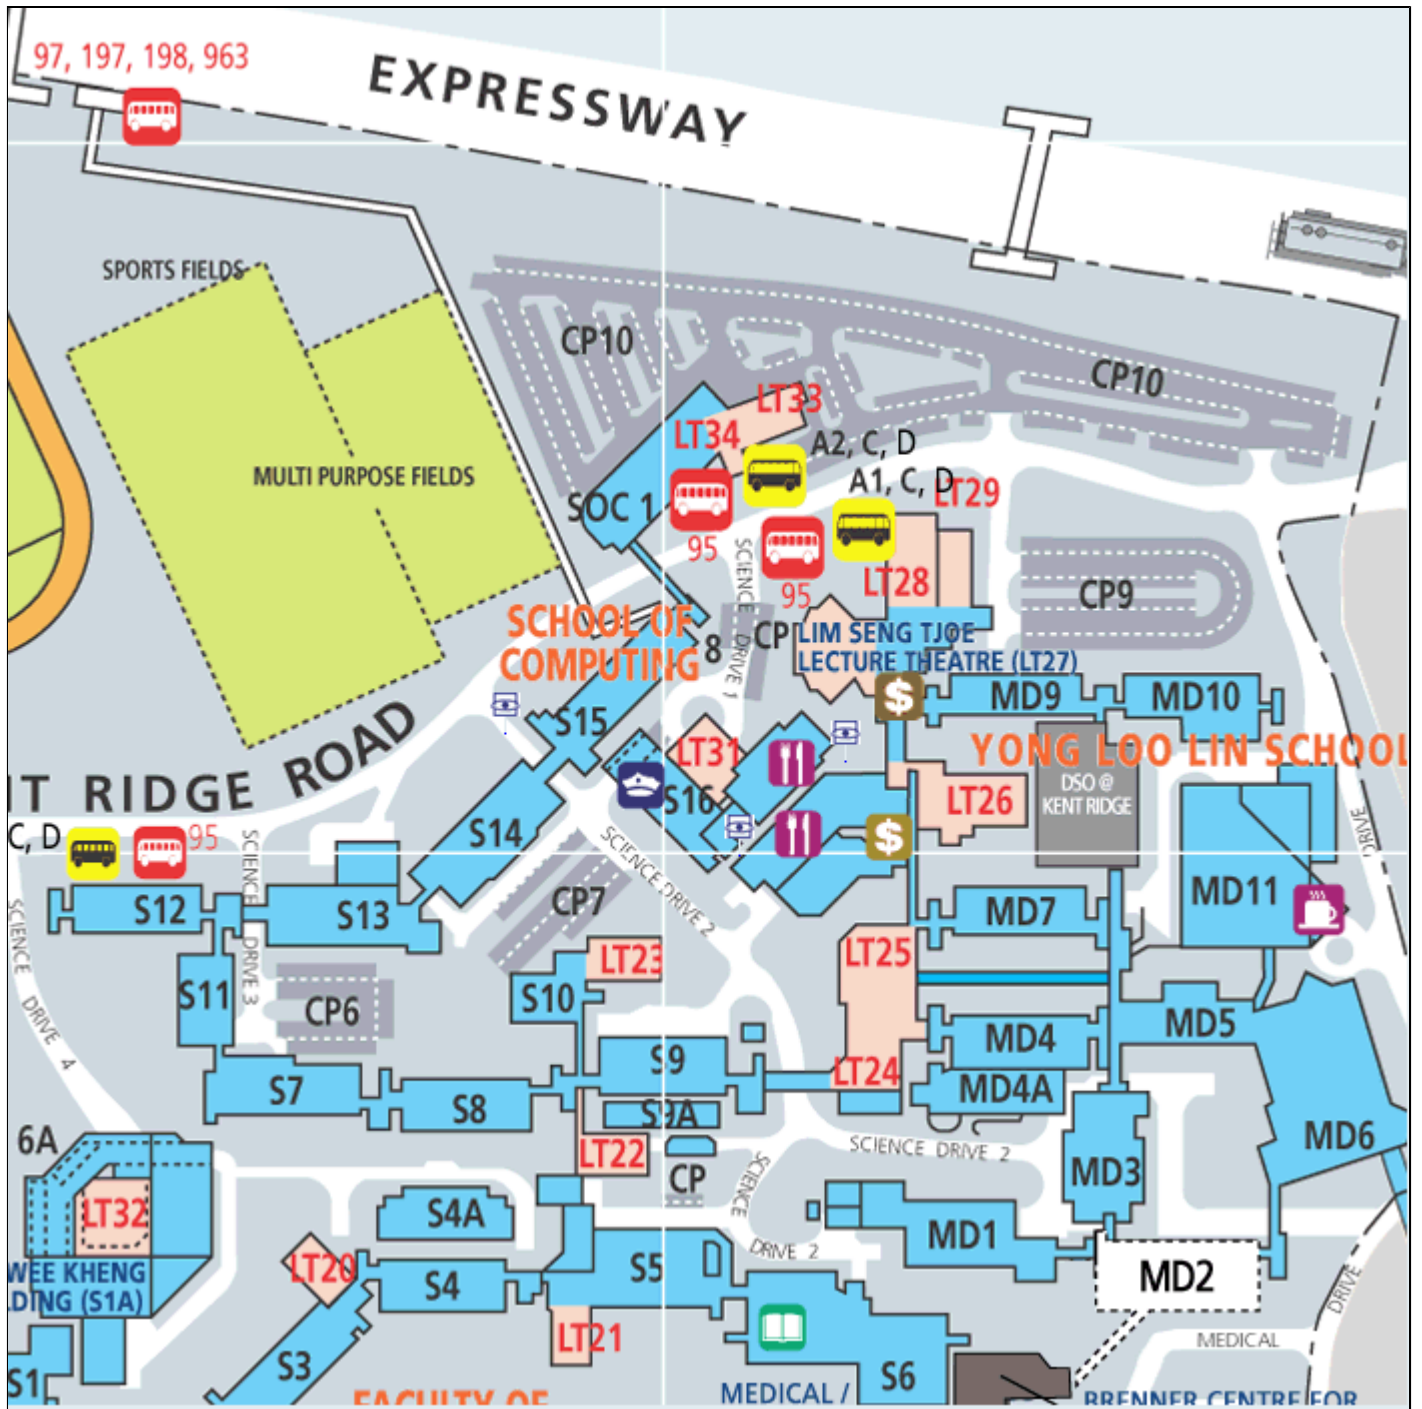 97, 197, 198, 963
EXPRESSWAY
SPORTS FIELDS
MULTI PURPOSE FIELDS
CP10
CP10
LT33
LT34
A2, C, D
A1, C, D
LT29
SOC 1
95
95
SCIENCE DRIVE 1
LT28
CP9
SCHOOL OF
COMPUTING
8
CP
LIM SENG TJOE
LECTURE THEATRE (LT27)
$
MD9
MD10
S15
LT31
S16
YONG LOO LIN SCHOOL
DSO @
KENT RIDGE
LT26
IT RIDGE ROAD
C, D
95
S14
SCIENCE DRIVE 2
$
DRIVE
SCIENCE DRIVE 3
SCIENCE DRIVE 4
S12
S13
CP7
MD7
MD11
LT23
LT25
S11
CP6
S10
MD4
MD5
S9
LT24
MD4A
S7
S8
S9A
6A
LT22
SCIENCE DRIVE 2
MD6
CP
SCIENCE
DRIVE 2
MD3
LT32
S4A
MD1
WEE KHENG
LDING (S1A)
LT20
S4
S5
MD2
DRIVE
LT21
MEDICAL
S1
S3
S6
FACULTY OF
MEDICAL /
BRENNER CENTRE FOR